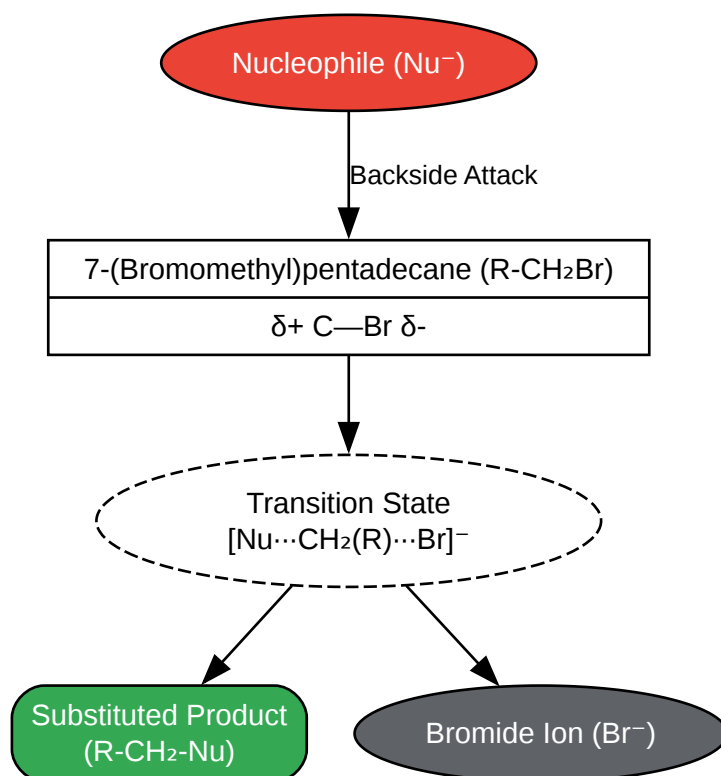 Nucleophile (Nu⁻)
Backside Attack
7-(Bromomethyl)pentadecane (R-CH₂Br)
δ+ C—Br δ-
Transition State
[Nu···CH₂(R)···Br]⁻
Substituted Product
(R-CH₂-Nu)
Bromide Ion (Br⁻)